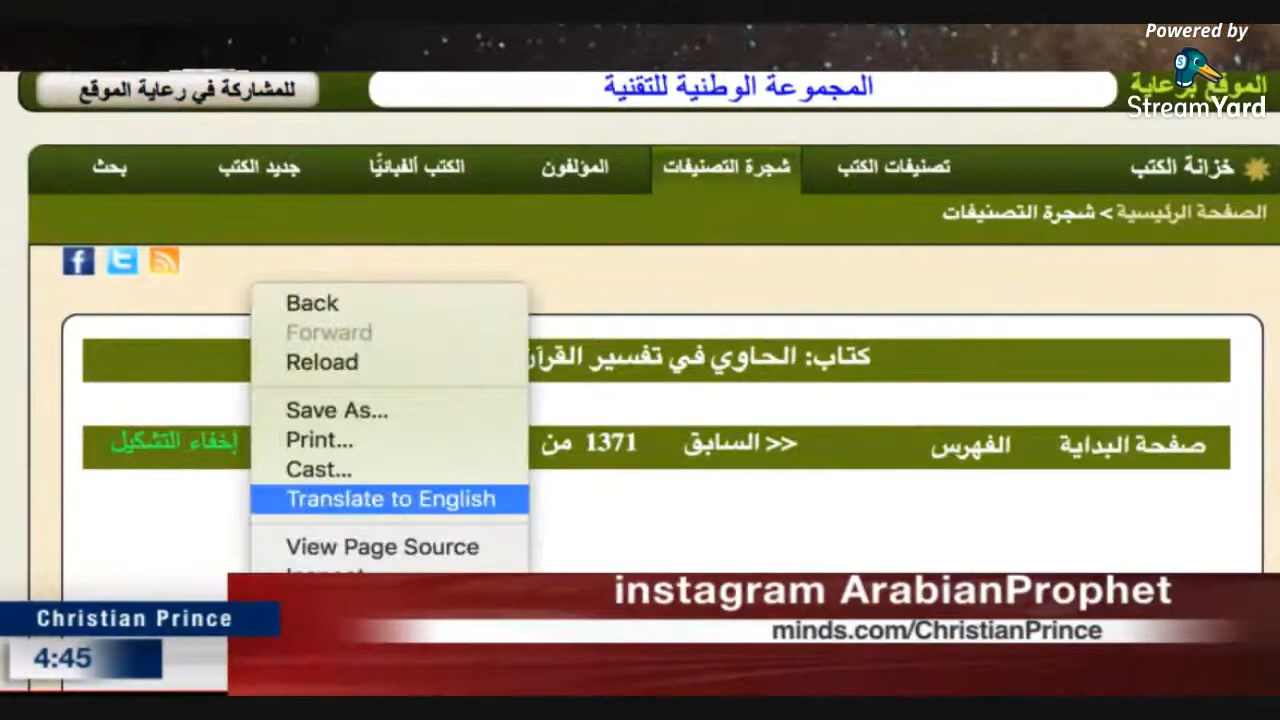 Powered by
StreamYard
الموقع برعاية
المجموعة الوطنية للتقنية
للمشاركة في رعاية الموقع
خزانة الكتب
تصنيفات الكتب
شجرة التصنيفات
المؤلفون
الكتب ألفبائيًّا
جديد الكتب
بحث
الصفحة الرئيسية > شجرة التصنيفات
كتاب: الحاوي في تفسير القرآن
صفحة البداية
الفهرس
<< السابق
1371 من
إخفاء التشكيل
Back
Forward
Reload
Save As...
Print...
Cast...
Translate to English
View Page Source
instagram ArabianProphet
minds.com/ChristianPrince
Christian Prince
4:45